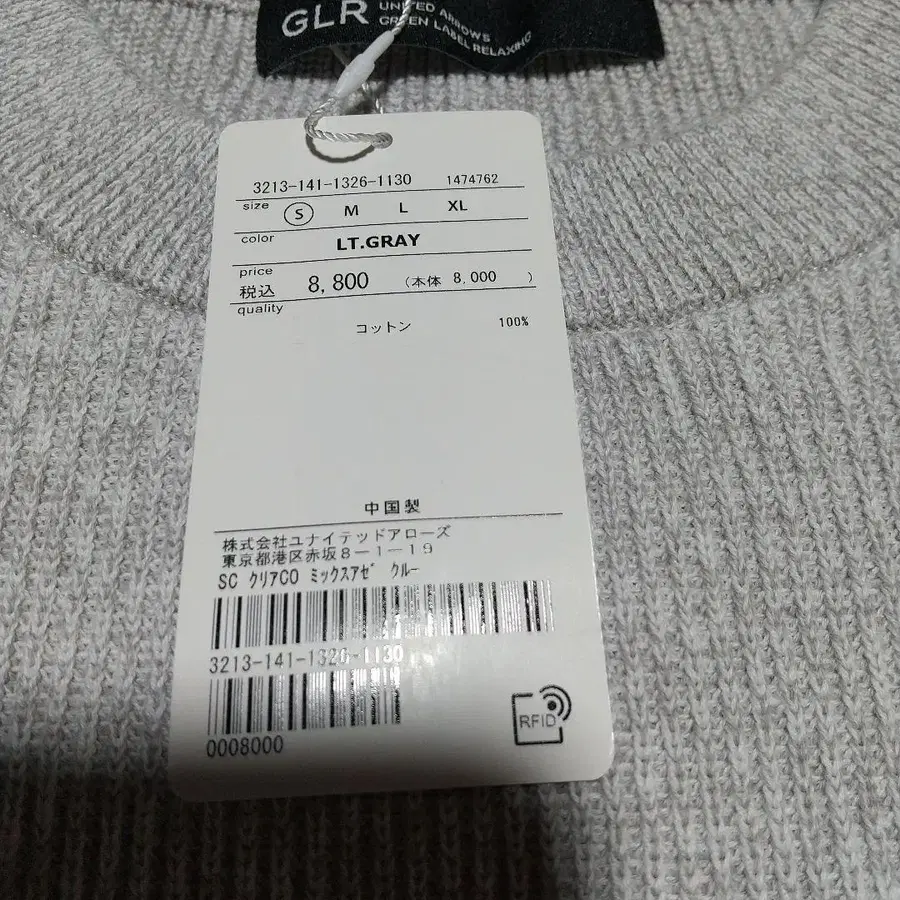 GLR
UNITED ARROWS
GREEN LABEL RELAXING
3213-141-1326-1130 1474762
size S M L XL
color LT.GRAY
price
税込 8,800 (本体 8,000 )
quality
コットン 100%
中国製
株式会社ユナイテッドアローズ
東京都港区赤坂8-1-19
SC クリアCO ミックスアゼ クルー
3213-141-1326-1130
0008000
RFID